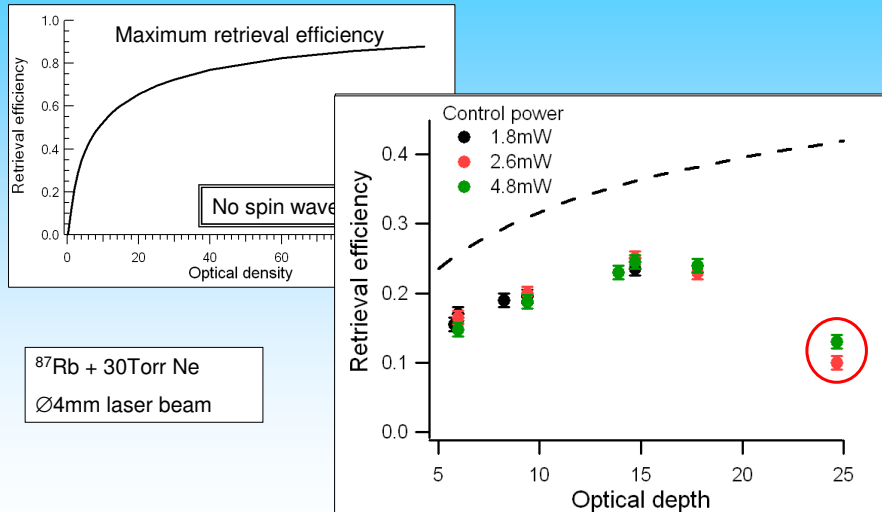 Maximum retrieval efficiency
Retrieval efficiency
1.0
0.8
0.6
0.4
0.2
0.0
No spin wave
0
20
40
60
Optical density
Control power
1.8mW
2.6mW
4.8mW
Retrieval efficiency
0.4
0.3
0.2
0.1
0.0
5
10
15
20
25
Optical depth
⁸⁷Rb + 30Torr Ne
∅4mm laser beam